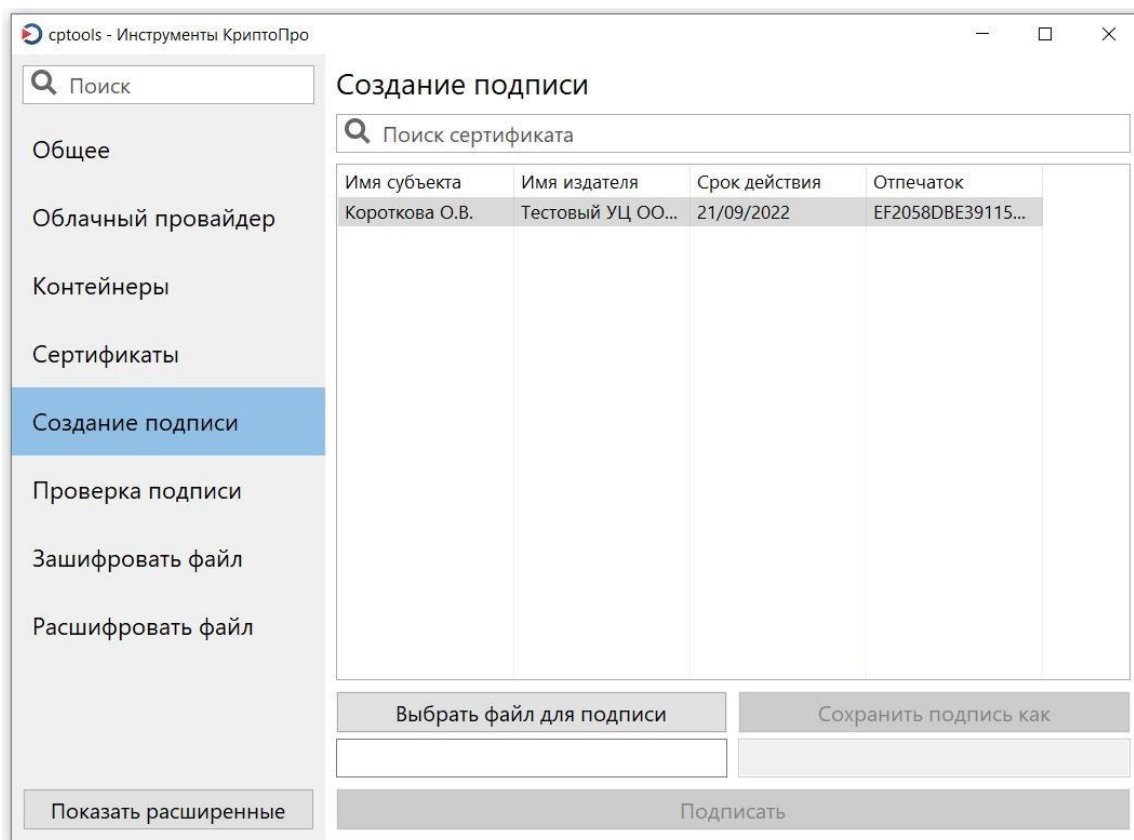 cptools - Инструменты КриптоПро
Поиск
Общее
Облачный провайдер
Контейнеры
Сертификаты
Создание подписи
Проверка подписи
Зашифровать файл
Расшифровать файл
Показать расширенные
Создание подписи
Поиск сертификата
Имя субъекта Имя издателя Срок действия Отпечаток
Короткова О.В. Тестовый УЦ ОО... 21/09/2022 EF2058DBE39115...
Выбрать файл для подписи Сохранить подпись как
Подписать